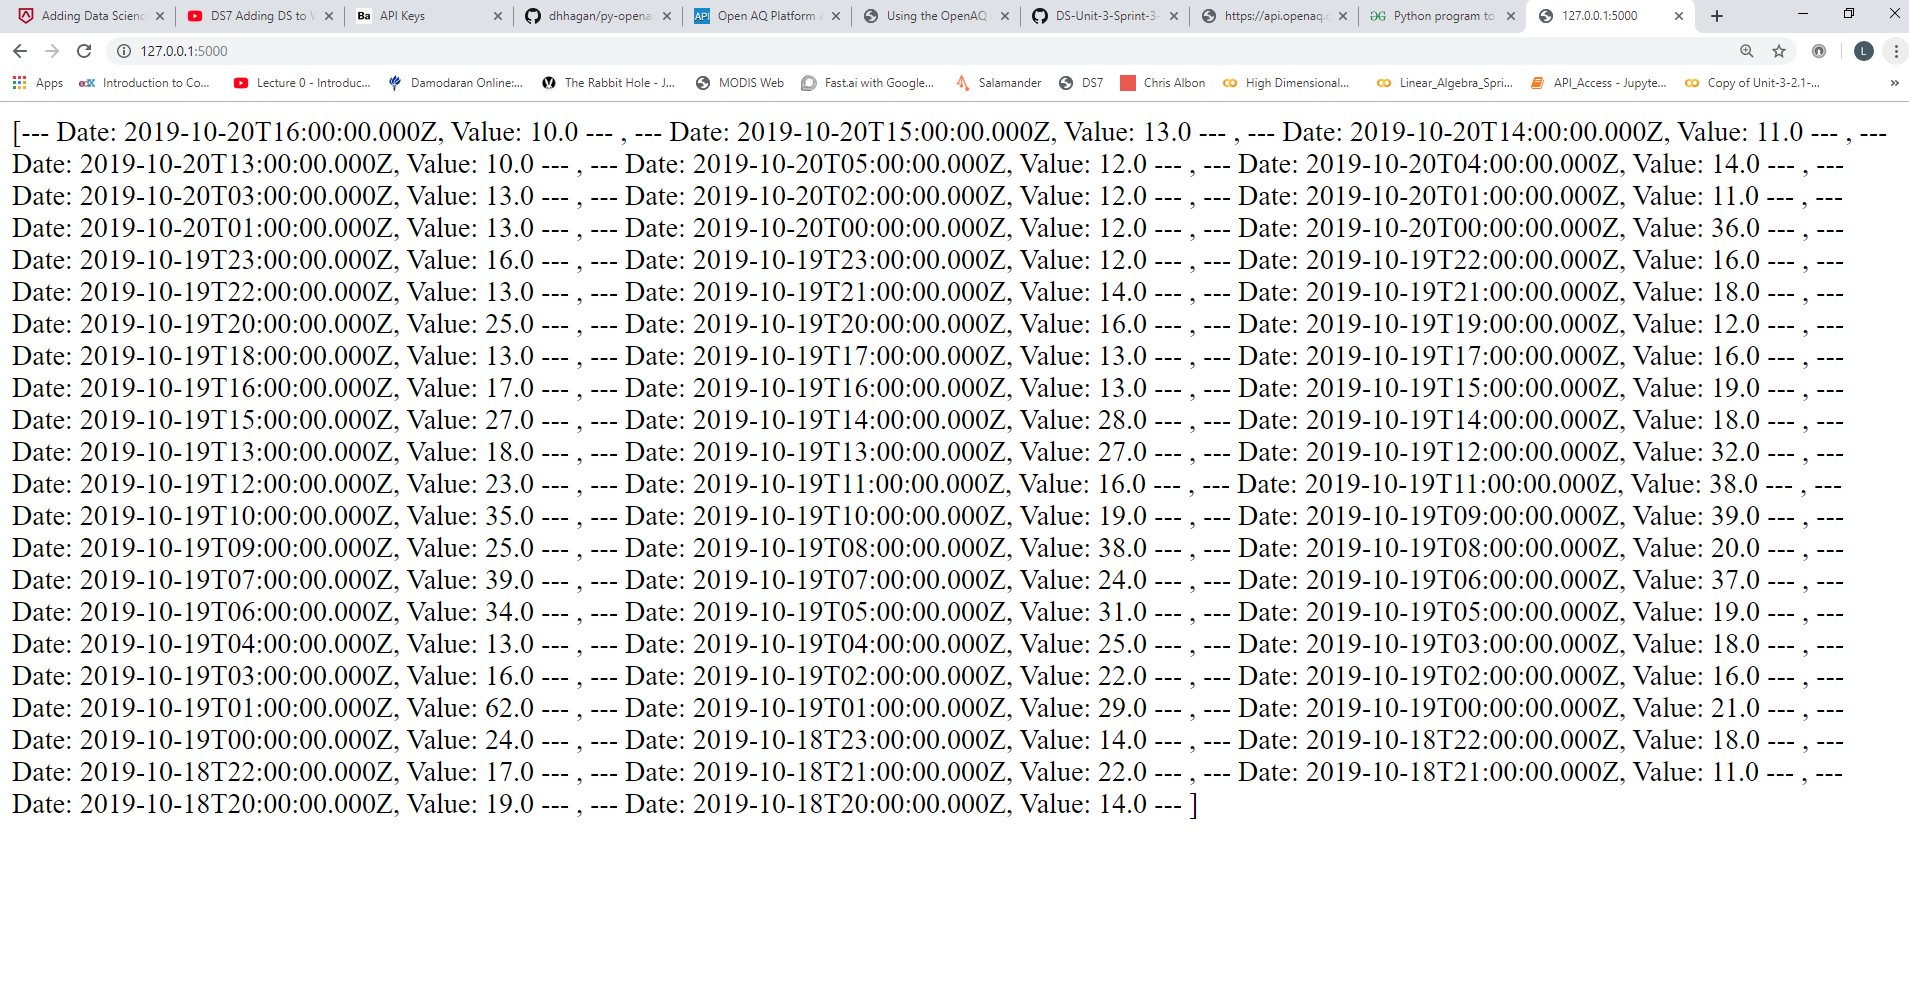 Adding Data Scienc
DS7 Adding DS to W
Ba API Keys
dhhagan/py-opena
API Open AQ Platform A
Using the OpenAQ
DS-Unit-3-Sprint-3-
https://api.openaq.c
Python program to
127.0.0.1:5000
127.0.0.1:5000
L
Apps
edX Introduction to Co...
Lecture 0 - Introduc...
Damodaran Online:...
The Rabbit Hole - J...
MODIS Web
Fast.ai with Google...
Salamander
DS7
Chris Albon
High Dimensional...
Linear_Algebra_Spri...
API_Access - Jupyte...
Copy of Unit-3-2.1-...
»
[--- Date: 2019-10-20T16:00:00.000Z, Value: 10.0 --- , --- Date: 2019-10-20T15:00:00.000Z, Value: 13.0 --- , --- Date: 2019-10-20T14:00:00.000Z, Value: 11.0 --- , ---
Date: 2019-10-20T13:00:00.000Z, Value: 10.0 --- , --- Date: 2019-10-20T05:00:00.000Z, Value: 12.0 --- , --- Date: 2019-10-20T04:00:00.000Z, Value: 14.0 --- , ---
Date: 2019-10-20T03:00:00.000Z, Value: 13.0 --- , --- Date: 2019-10-20T02:00:00.000Z, Value: 12.0 --- , --- Date: 2019-10-20T01:00:00.000Z, Value: 11.0 --- , ---
Date: 2019-10-20T01:00:00.000Z, Value: 13.0 --- , --- Date: 2019-10-20T00:00:00.000Z, Value: 12.0 --- , --- Date: 2019-10-20T00:00:00.000Z, Value: 36.0 --- , ---
Date: 2019-10-19T23:00:00.000Z, Value: 16.0 --- , --- Date: 2019-10-19T23:00:00.000Z, Value: 12.0 --- , --- Date: 2019-10-19T22:00:00.000Z, Value: 16.0 --- , ---
Date: 2019-10-19T22:00:00.000Z, Value: 13.0 --- , --- Date: 2019-10-19T21:00:00.000Z, Value: 14.0 --- , --- Date: 2019-10-19T21:00:00.000Z, Value: 18.0 --- , ---
Date: 2019-10-19T20:00:00.000Z, Value: 25.0 --- , --- Date: 2019-10-19T20:00:00.000Z, Value: 16.0 --- , --- Date: 2019-10-19T19:00:00.000Z, Value: 12.0 --- , ---
Date: 2019-10-19T18:00:00.000Z, Value: 13.0 --- , --- Date: 2019-10-19T17:00:00.000Z, Value: 13.0 --- , --- Date: 2019-10-19T17:00:00.000Z, Value: 16.0 --- , ---
Date: 2019-10-19T16:00:00.000Z, Value: 17.0 --- , --- Date: 2019-10-19T16:00:00.000Z, Value: 13.0 --- , --- Date: 2019-10-19T15:00:00.000Z, Value: 19.0 --- , ---
Date: 2019-10-19T15:00:00.000Z, Value: 27.0 --- , --- Date: 2019-10-19T14:00:00.000Z, Value: 28.0 --- , --- Date: 2019-10-19T14:00:00.000Z, Value: 18.0 --- , ---
Date: 2019-10-19T13:00:00.000Z, Value: 18.0 --- , --- Date: 2019-10-19T13:00:00.000Z, Value: 27.0 --- , --- Date: 2019-10-19T12:00:00.000Z, Value: 32.0 --- , ---
Date: 2019-10-19T12:00:00.000Z, Value: 23.0 --- , --- Date: 2019-10-19T11:00:00.000Z, Value: 16.0 --- , --- Date: 2019-10-19T11:00:00.000Z, Value: 38.0 --- , ---
Date: 2019-10-19T10:00:00.000Z, Value: 35.0 --- , --- Date: 2019-10-19T10:00:00.000Z, Value: 19.0 --- , --- Date: 2019-10-19T09:00:00.000Z, Value: 39.0 --- , ---
Date: 2019-10-19T09:00:00.000Z, Value: 25.0 --- , --- Date: 2019-10-19T08:00:00.000Z, Value: 38.0 --- , --- Date: 2019-10-19T08:00:00.000Z, Value: 20.0 --- , ---
Date: 2019-10-19T07:00:00.000Z, Value: 39.0 --- , --- Date: 2019-10-19T07:00:00.000Z, Value: 24.0 --- , --- Date: 2019-10-19T06:00:00.000Z, Value: 37.0 --- , ---
Date: 2019-10-19T06:00:00.000Z, Value: 34.0 --- , --- Date: 2019-10-19T05:00:00.000Z, Value: 31.0 --- , --- Date: 2019-10-19T05:00:00.000Z, Value: 19.0 --- , ---
Date: 2019-10-19T04:00:00.000Z, Value: 13.0 --- , --- Date: 2019-10-19T04:00:00.000Z, Value: 25.0 --- , --- Date: 2019-10-19T03:00:00.000Z, Value: 18.0 --- , ---
Date: 2019-10-19T03:00:00.000Z, Value: 16.0 --- , --- Date: 2019-10-19T02:00:00.000Z, Value: 22.0 --- , --- Date: 2019-10-19T02:00:00.000Z, Value: 16.0 --- , ---
Date: 2019-10-19T01:00:00.000Z, Value: 62.0 --- , --- Date: 2019-10-19T01:00:00.000Z, Value: 29.0 --- , --- Date: 2019-10-19T00:00:00.000Z, Value: 21.0 --- , ---
Date: 2019-10-19T00:00:00.000Z, Value: 24.0 --- , --- Date: 2019-10-18T23:00:00.000Z, Value: 14.0 --- , --- Date: 2019-10-18T22:00:00.000Z, Value: 18.0 --- , ---
Date: 2019-10-18T22:00:00.000Z, Value: 17.0 --- , --- Date: 2019-10-18T21:00:00.000Z, Value: 22.0 --- , --- Date: 2019-10-18T21:00:00.000Z, Value: 11.0 --- , ---
Date: 2019-10-18T20:00:00.000Z, Value: 19.0 --- , --- Date: 2019-10-18T20:00:00.000Z, Value: 14.0 --- ]